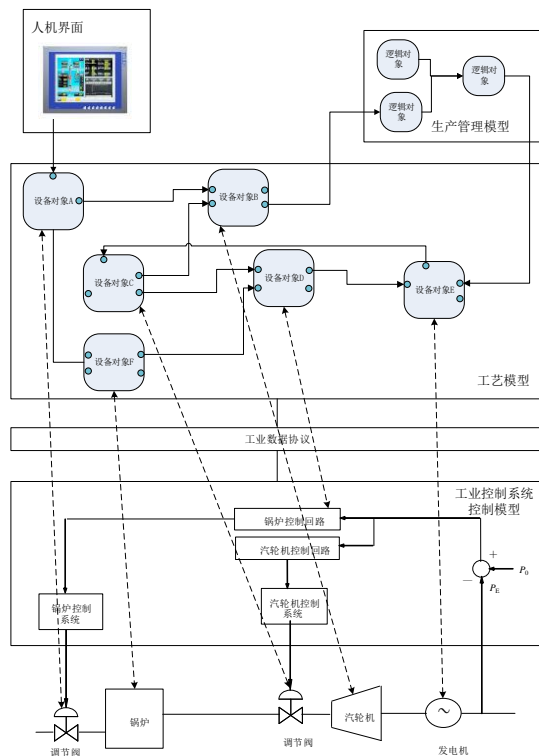 人机界面
逻辑对
象
逻辑对
象
逻辑对
象
生产管理模型
设备对象A
设备对象B
设备对象C
设备对象D
设备对象E
设备对象F
工艺模型
工业数据协议
工业控制系统
控制模型
锅炉控制回路
汽轮机控制回路
+
—
P₀
P_E
锅炉控制
系统
汽轮机控制
系统
锅炉
汽轮机
~
调节阀
调节阀
发电机